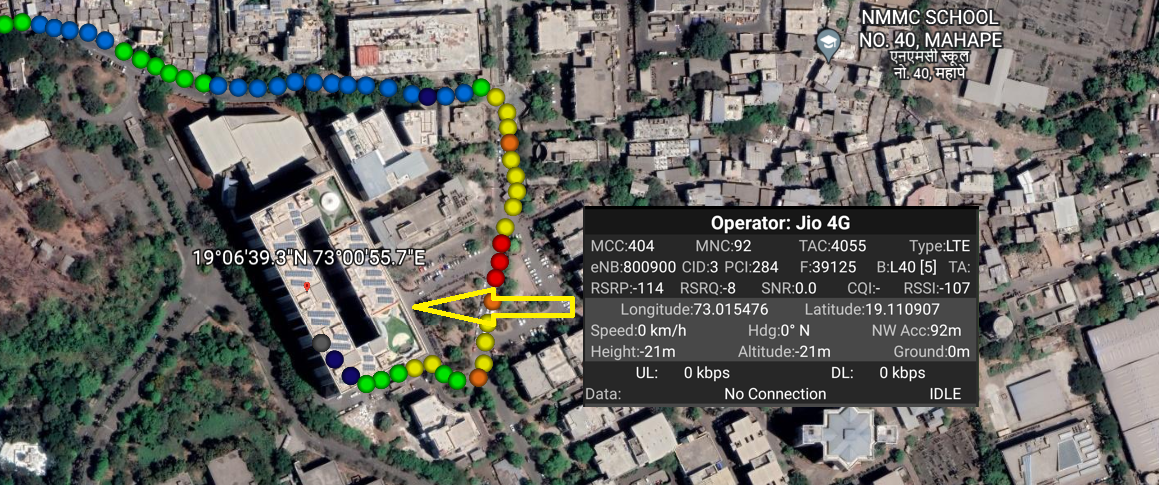 NMMC SCHOOL
NO. 40, MAHAPE
एनएमएमसी स्कूल
नो. 40, महापे
19°06'39.3"N 73°00'55.7"E
Operator: Jio 4G
MCC:404 MNC:92 TAC:4055 Type:LTE
eNB:800900 CID:3 PCI:284 F:39125 B:L40 [5] TA:
RSRP:-114 RSRQ:-8 SNR:0.0 CQI:- RSSI:-107
Longitude:73.015476 Latitude:19.110907
Speed:0 km/h Hdg:0° N NW Acc:92m
Height:-21m Altitude:-21m Ground:0m
UL: 0 kbps DL: 0 kbps
Data: No Connection IDLE